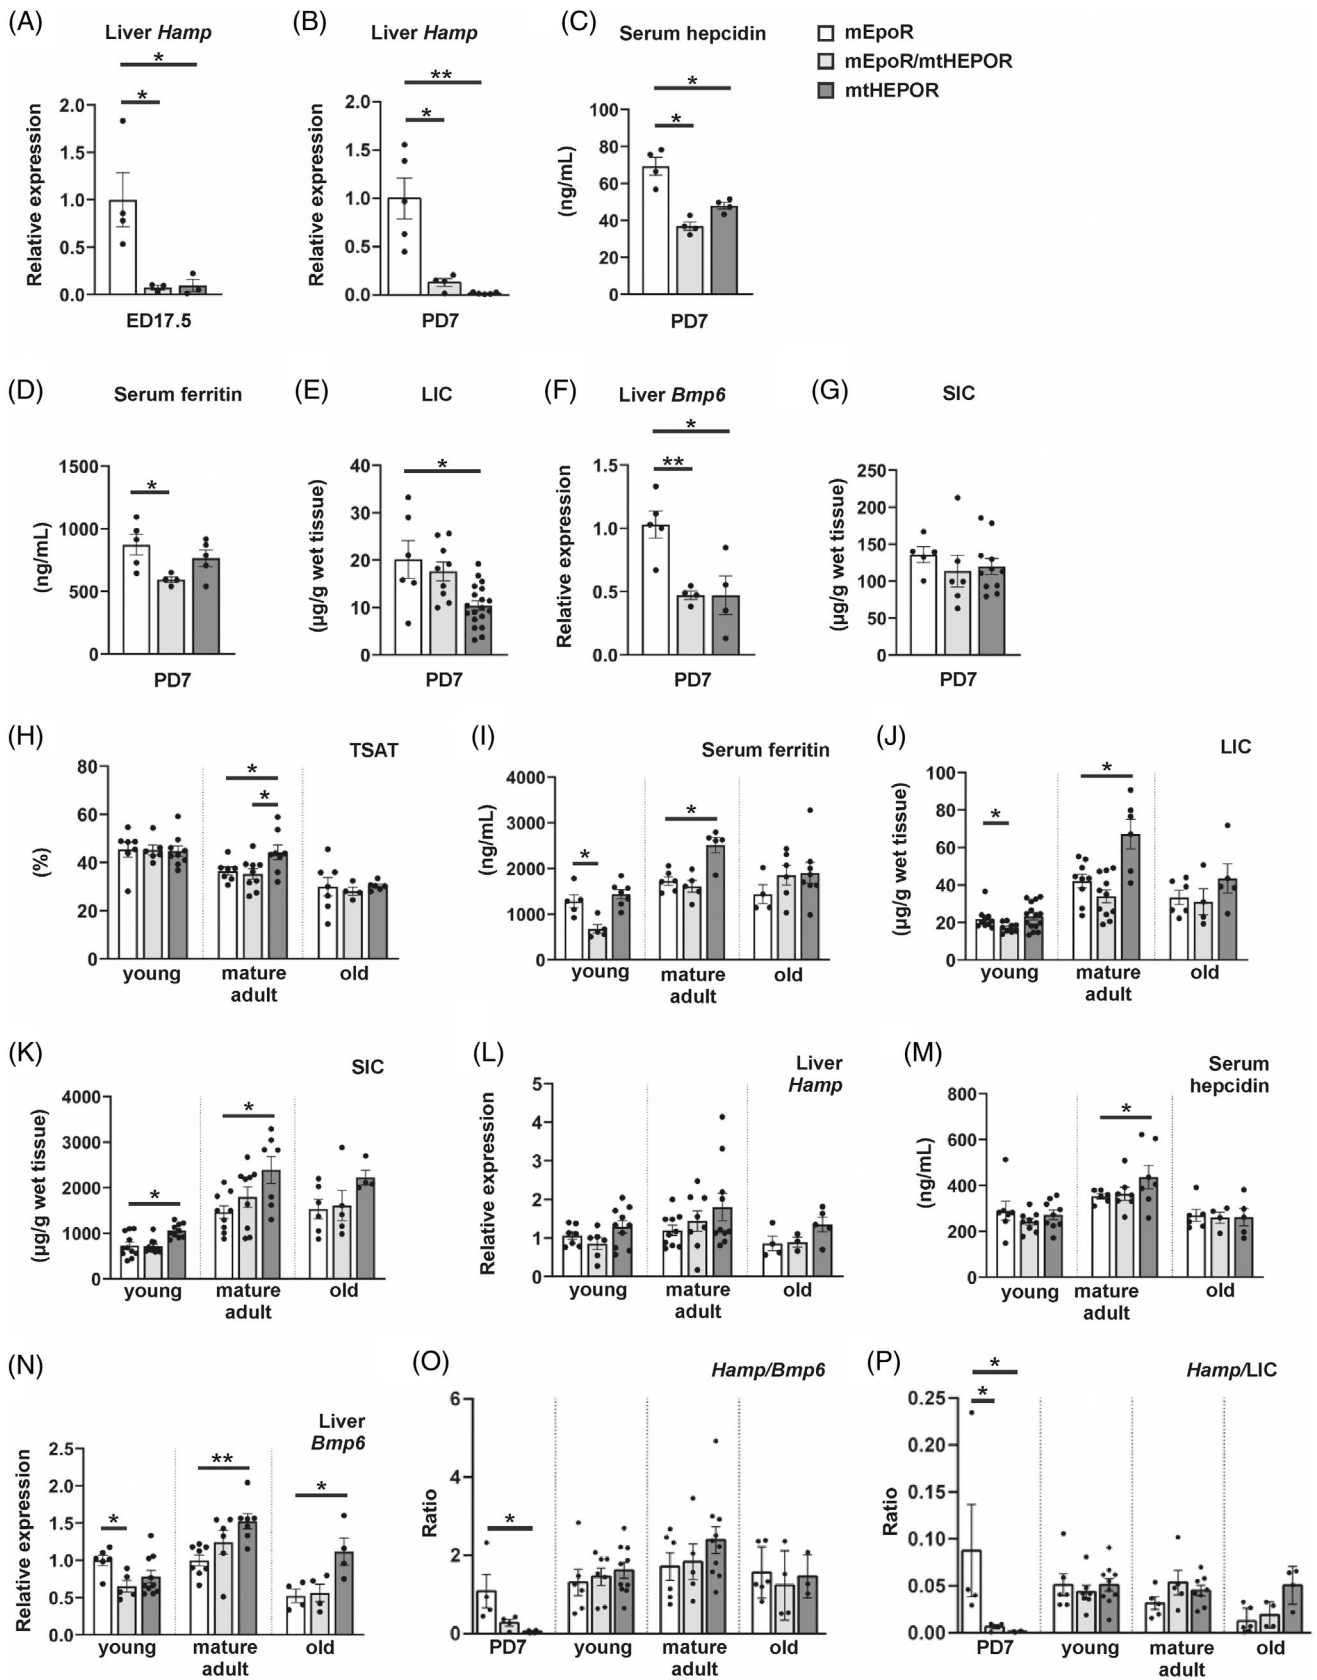 (A)
Liver Hamp
*
*
Relative expression
2.0
1.5
1.0
0.5
0.0
ED17.5
(B)
Liver Hamp
**
*
Relative expression
2.0
1.5
1.0
0.5
0.0
PD7
(C)
Serum hepcidin
*
*
(ng/mL)
100
80
60
40
20
0
PD7
mEpoR
mEpoR/mtHEPOR
mtHEPOR
(D)
Serum ferritin
*
(ng/mL)
1500
1000
500
0
PD7
(E)
LIC
*
(µg/g wet tissue)
40
30
20
10
0
PD7
(F)
Liver Bmp6
*
**
Relative expression
1.5
1.0
0.5
0.0
PD7
(G)
SIC
(µg/g wet tissue)
250
200
150
100
50
0
PD7
(H)
TSAT
*
*
(%)
80
60
40
20
0
young
mature
adult
old
(I)
Serum ferritin
*
*
(ng/mL)
4000
3000
2000
1000
0
young
mature
adult
old
(J)
LIC
*
*
(µg/g wet tissue)
100
80
60
40
20
0
young
mature
adult
old
(K)
SIC
*
*
(µg/g wet tissue)
4000
3000
2000
1000
0
young
mature
adult
old
(L)
Liver
Hamp
Relative expression
5
4
3
2
1
0
young
mature
adult
old
(M)
Serum
hepcidin
*
(ng/mL)
800
600
400
200
0
young
mature
adult
old
(N)
Liver
Bmp6
*
**
*
Relative expression
2.5
2.0
1.5
1.0
0.5
0.0
young
mature
adult
old
(O)
Hamp/Bmp6
*
Ratio
6
4
2
0
PD7
young
mature
adult
old
(P)
Hamp/LIC
*
*
Ratio
0.25
0.20
0.15
0.10
0.05
0.00
PD7
young
mature
adult
old